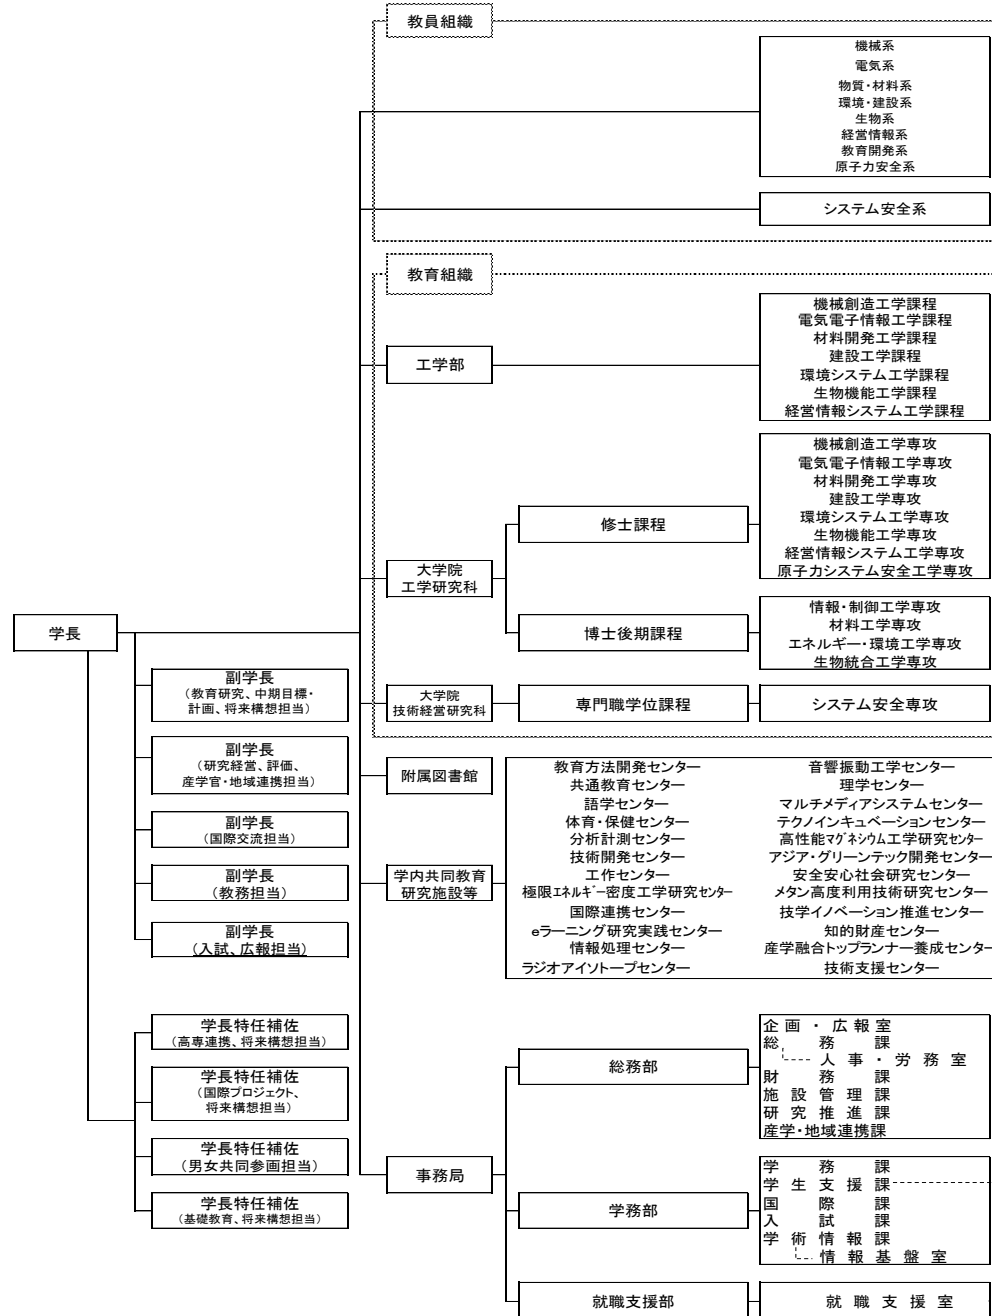 教員組織
機械系
電気系
物質・材料系
環境・建設系
生物系
経営情報系
教育開発系
原子力安全系
システム安全系
教育組織
工学部
機械創造工学課程
電気電子情報工学課程
材料開発工学課程
建設工学課程
環境システム工学課程
生物機能工学課程
経営情報システム工学課程
大学院
工学研究科
修士課程
機械創造工学専攻
電気電子情報工学専攻
材料開発工学専攻
建設工学専攻
環境システム工学専攻
生物機能工学専攻
経営情報システム工学専攻
原子力システム安全工学専攻
博士後期課程
情報・制御工学専攻
材料工学専攻
エネルギー・環境工学専攻
生物統合工学専攻
大学院
技術経営研究科
専門職学位課程
システム安全専攻
学長
副学長
(教育研究、中期目標・
計画、将来構想担当)
副学長
(研究経営、評価、
産学官・地域連携担当)
副学長
(国際交流担当)
副学長
(教務担当)
副学長
(入試、広報担当)
学長特任補佐
(高専連携、将来構想担当)
学長特任補佐
(国際プロジェクト、
将来構想担当)
学長特任補佐
(男女共同参画担当)
学長特任補佐
(基礎教育、将来構想担当)
附属図書館
学内共同教育
研究施設等
教育方法開発センター
共通教育センター
語学センター
体育・保健センター
分析計測センター
技術開発センター
工作センター
極限エネルギー密度工学研究センター
国際連携センター
eラーニング研究実践センター
情報処理センター
ラジオアイソトープセンター
音響振動工学センター
理学センター
マルチメディアシステムセンター
テクノインキュベーションセンター
高性能マグネシウム工学研究センター
アジア・グリーンテック開発センター
安全安心社会研究センター
メタン高度利用技術研究センター
技学イノベーション推進センター
知的財産センター
産学融合トップランナー養成センター
技術支援センター
事務局
総務部
企画・広報室
総務課
人事・労務室
財務課
施設管理課
研究推進課
産学・地域連携課
学務部
学務課
学生支援課
国際課
入試課
学術情報課
情報基盤室
就職支援部
就職支援室